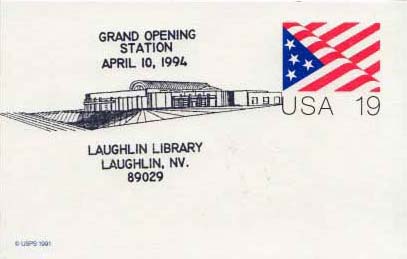 GRAND OPENING
STATION
APRIL 10, 1994
USA 19
LAUGHLIN LIBRARY
LAUGHLIN, NV.
89029
© USPS 1991